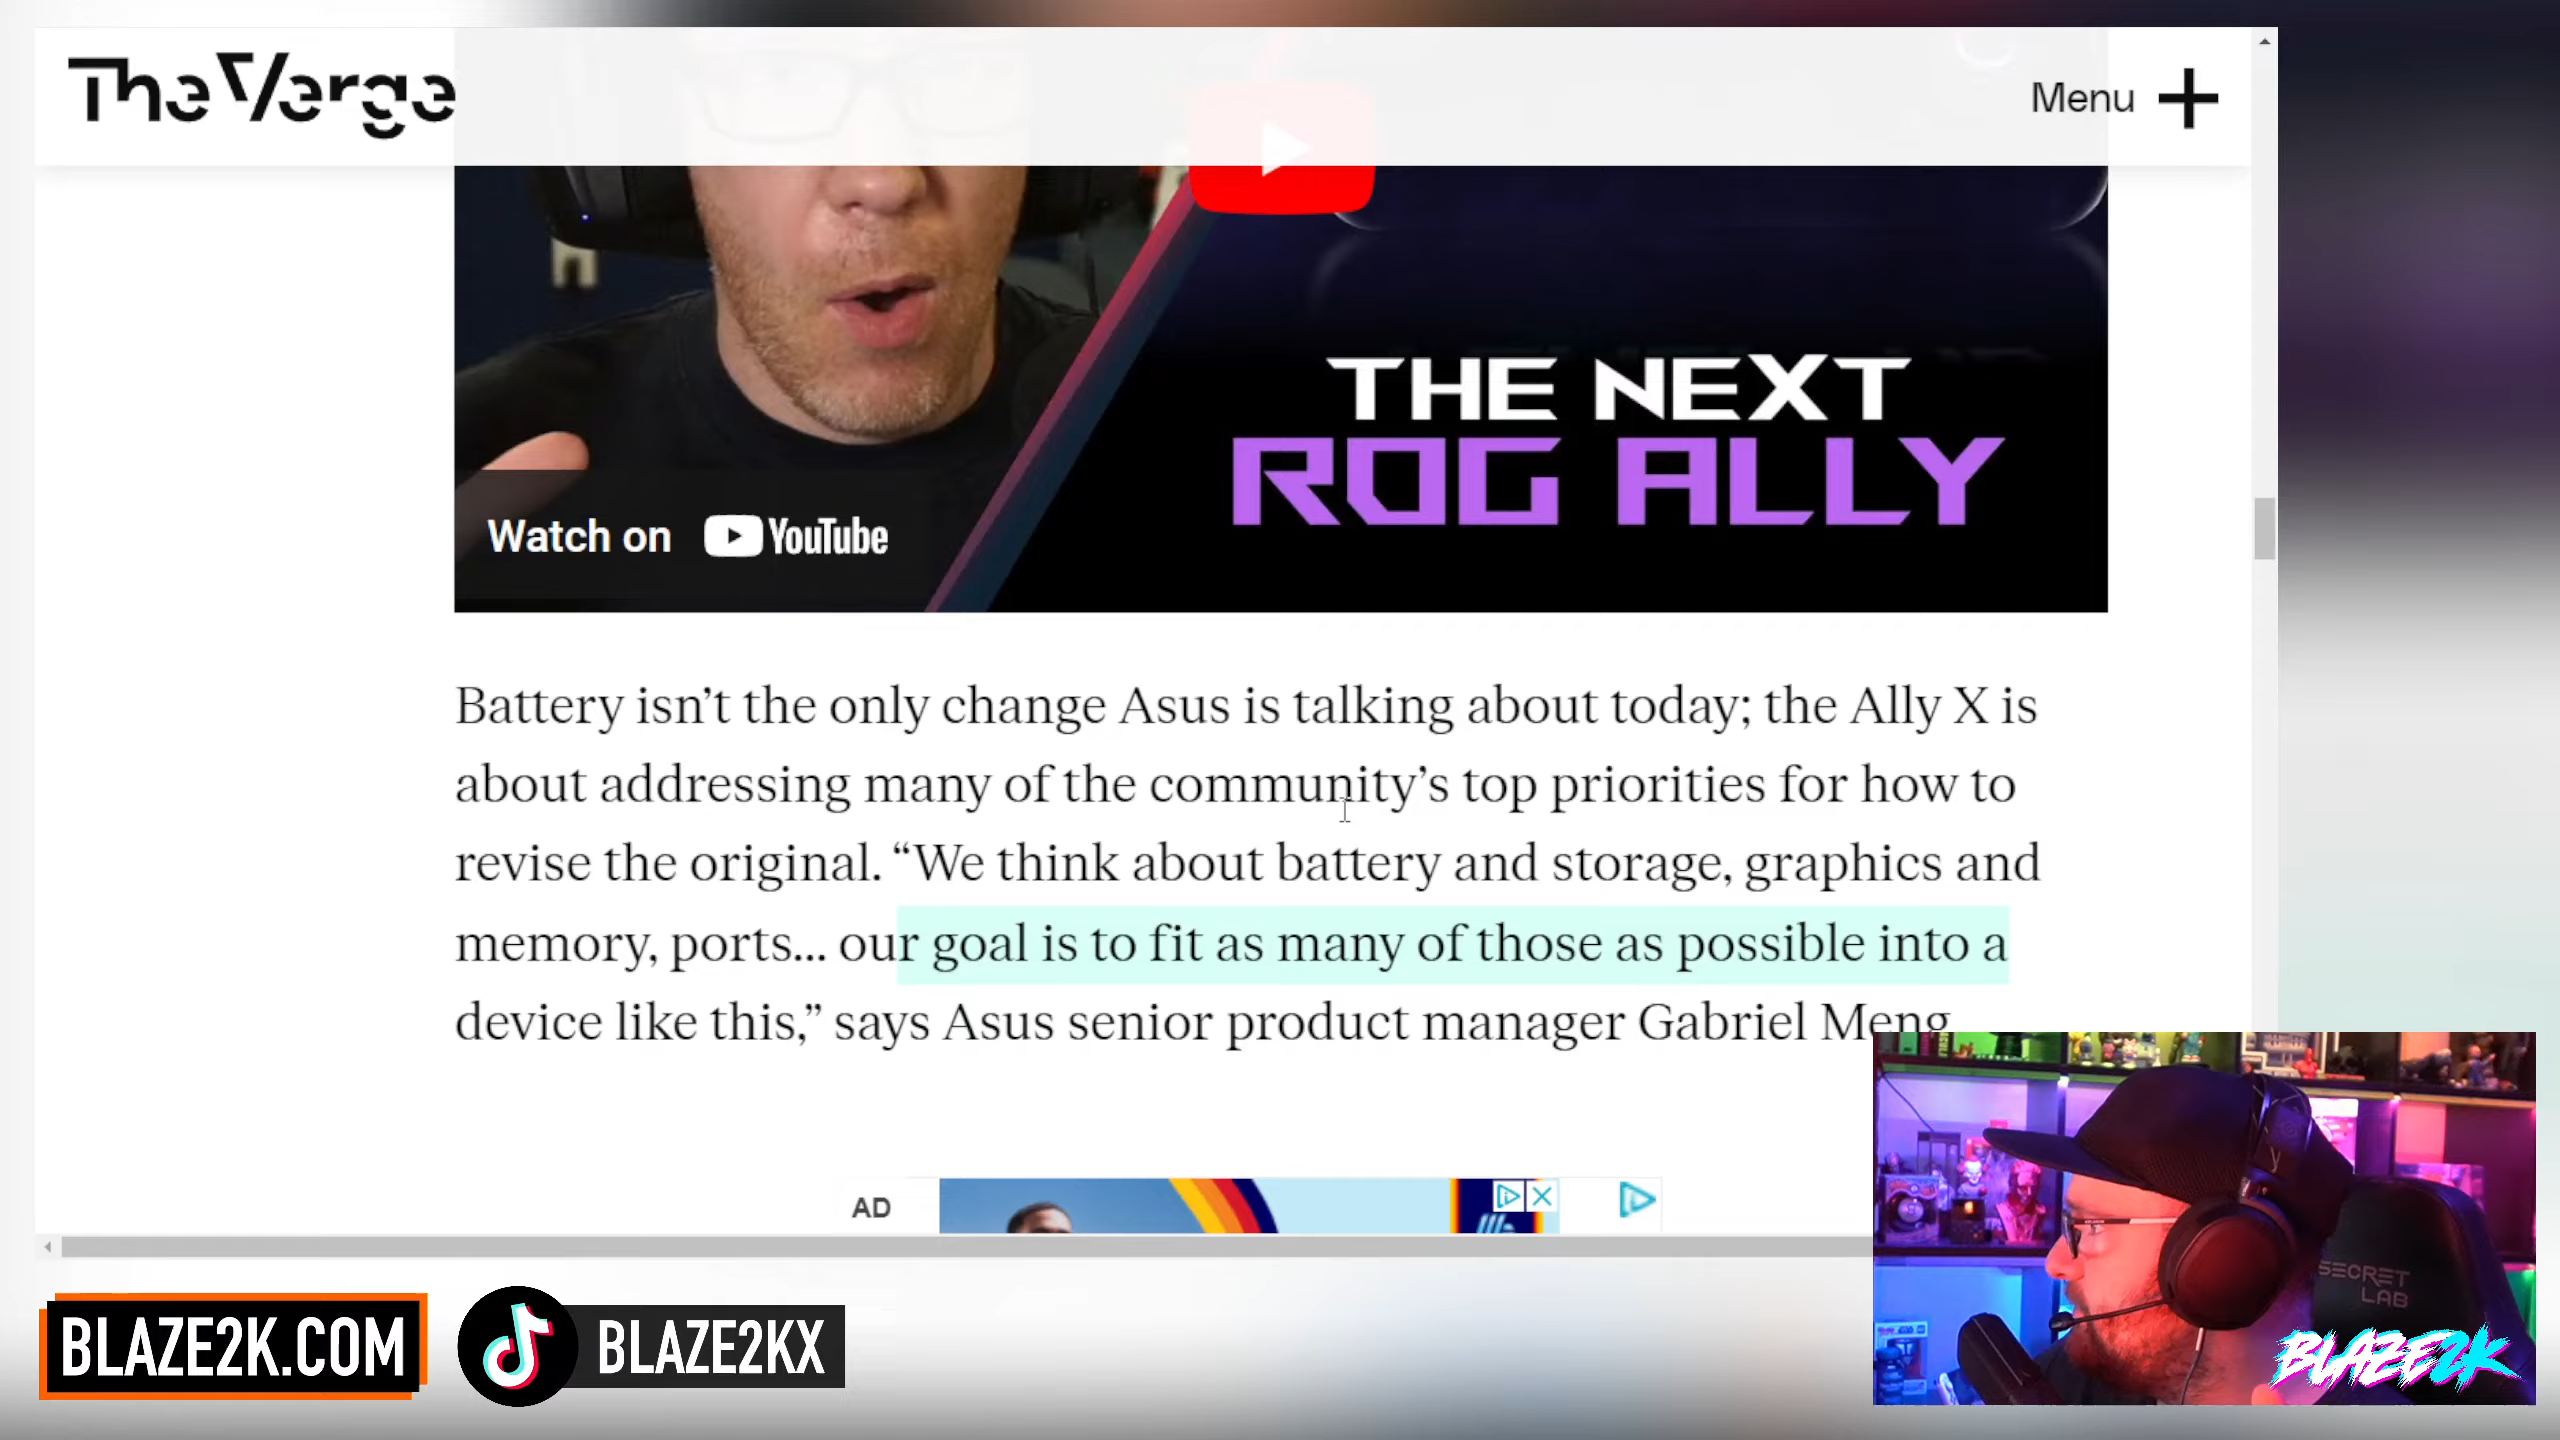 The Verge
Menu
THE NEXT
ROG ALLY
Watch on YouTube
Battery isn’t the only change Asus is talking about today; the Ally X is
about addressing many of the community’s top priorities for how to
revise the original. “We think about battery and storage, graphics and
memory, ports... our goal is to fit as many of those as possible into a
device like this,” says Asus senior product manager Gabriel Meng
AD
SECRET
LAB
BLAZE2K.COM
BLAZE2KX
BLAZE2K